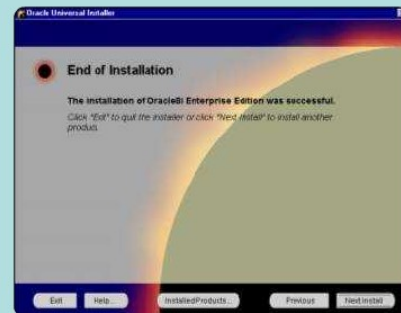 Oracle Universal Installer
End of Installation
The installation of Oracle8i Enterprise Edition was successful.
Click "Exit" to quit the installer or click "Next Install" to install another
product.
Exit
Help...
Installed Products...
Previous
Next Install